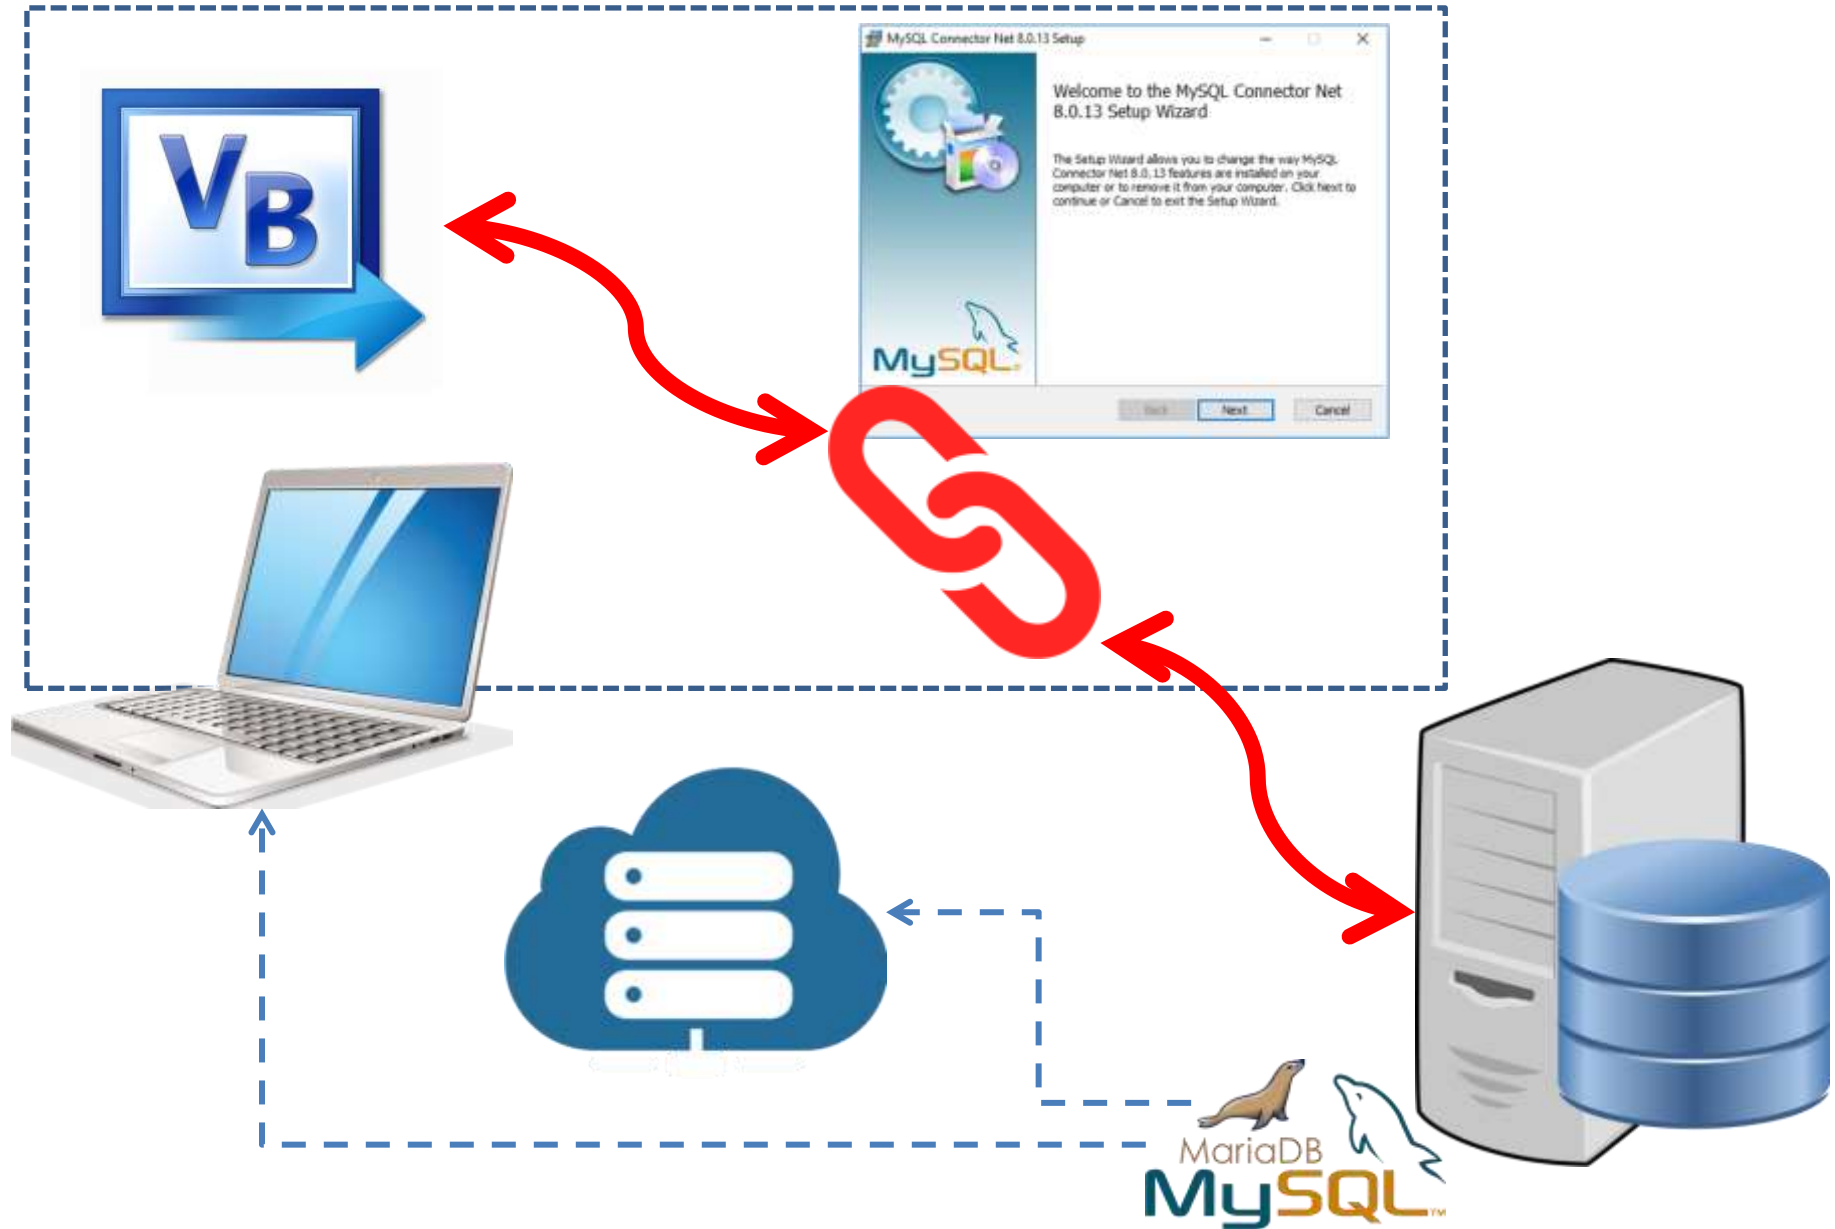 VB
MySQL Connector Net 8.0.13 Setup
Welcome to the MySQL Connector Net
8.0.13 Setup Wizard
The Setup Wizard allows you to change the way MySQL
Connector Net 8.0.13 features are installed on your
computer or to remove it from your computer. Click Next to
continue or Cancel to exit the Setup Wizard.
MySQL
Back
Next
Cancel
MariaDB
MySQL™